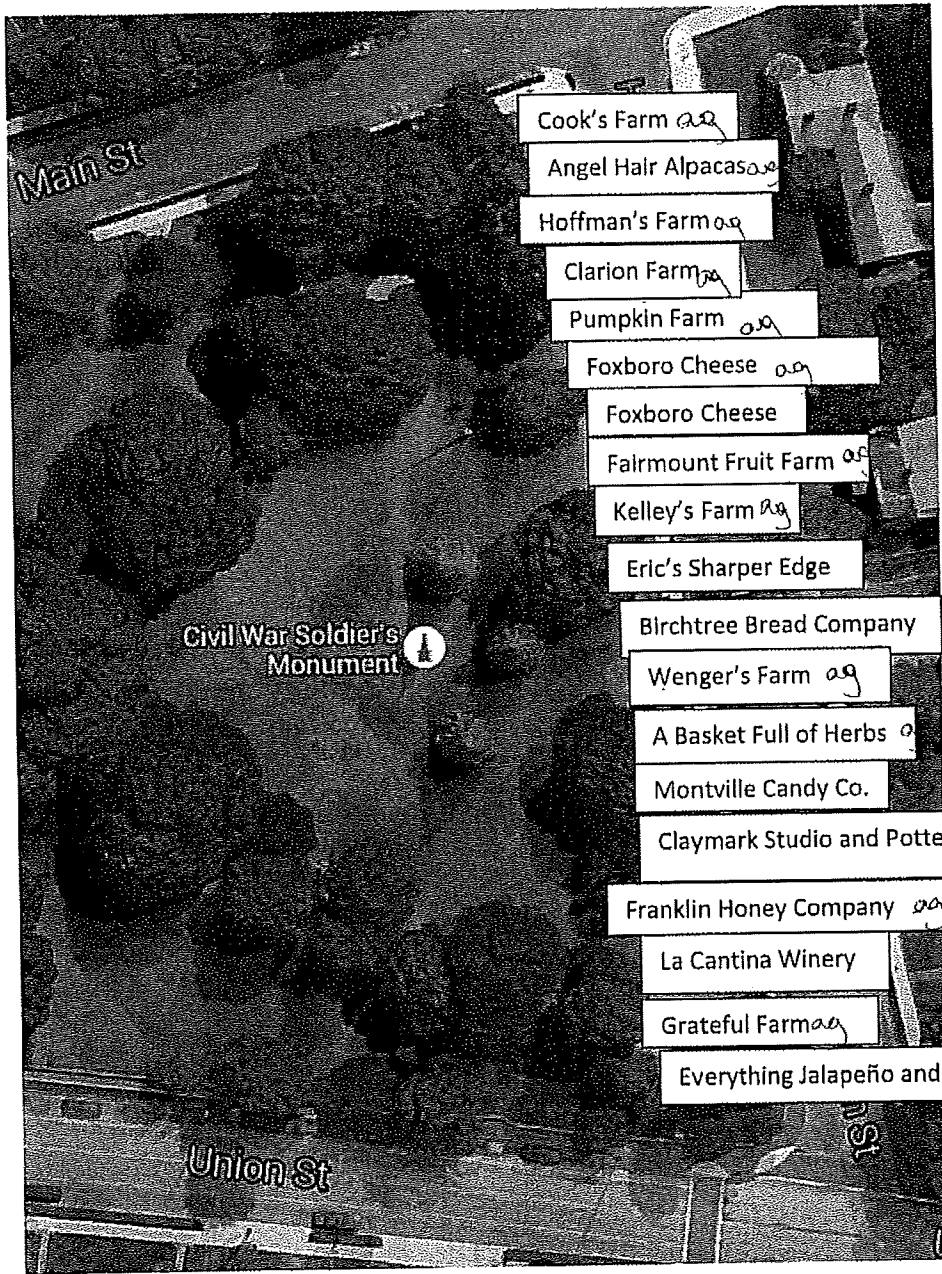 Main St
Cook's Farm ag
Angel Hair Alpacas ag
Hoffman's Farm ag
Clarion Farm ag
Pumpkin Farm ag
Foxboro Cheese ag
Foxboro Cheese
Fairmount Fruit Farm ag
Kelley's Farm ag
Eric's Sharper Edge
Birchtree Bread Company
Civil War Soldier's
Monument
Wenger's Farm ag
A Basket Full of Herbs
Montville Candy Co.
Claymark Studio and Potte
Franklin Honey Company ag
La Cantina Winery
Grateful Farm ag
Everything Jalapeño and
St
Union St